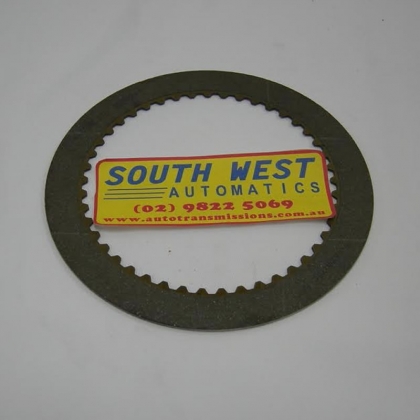 SOUTH WEST
AUTOMATICS
(02) 9822 5069
www.autotransmissions.com.au